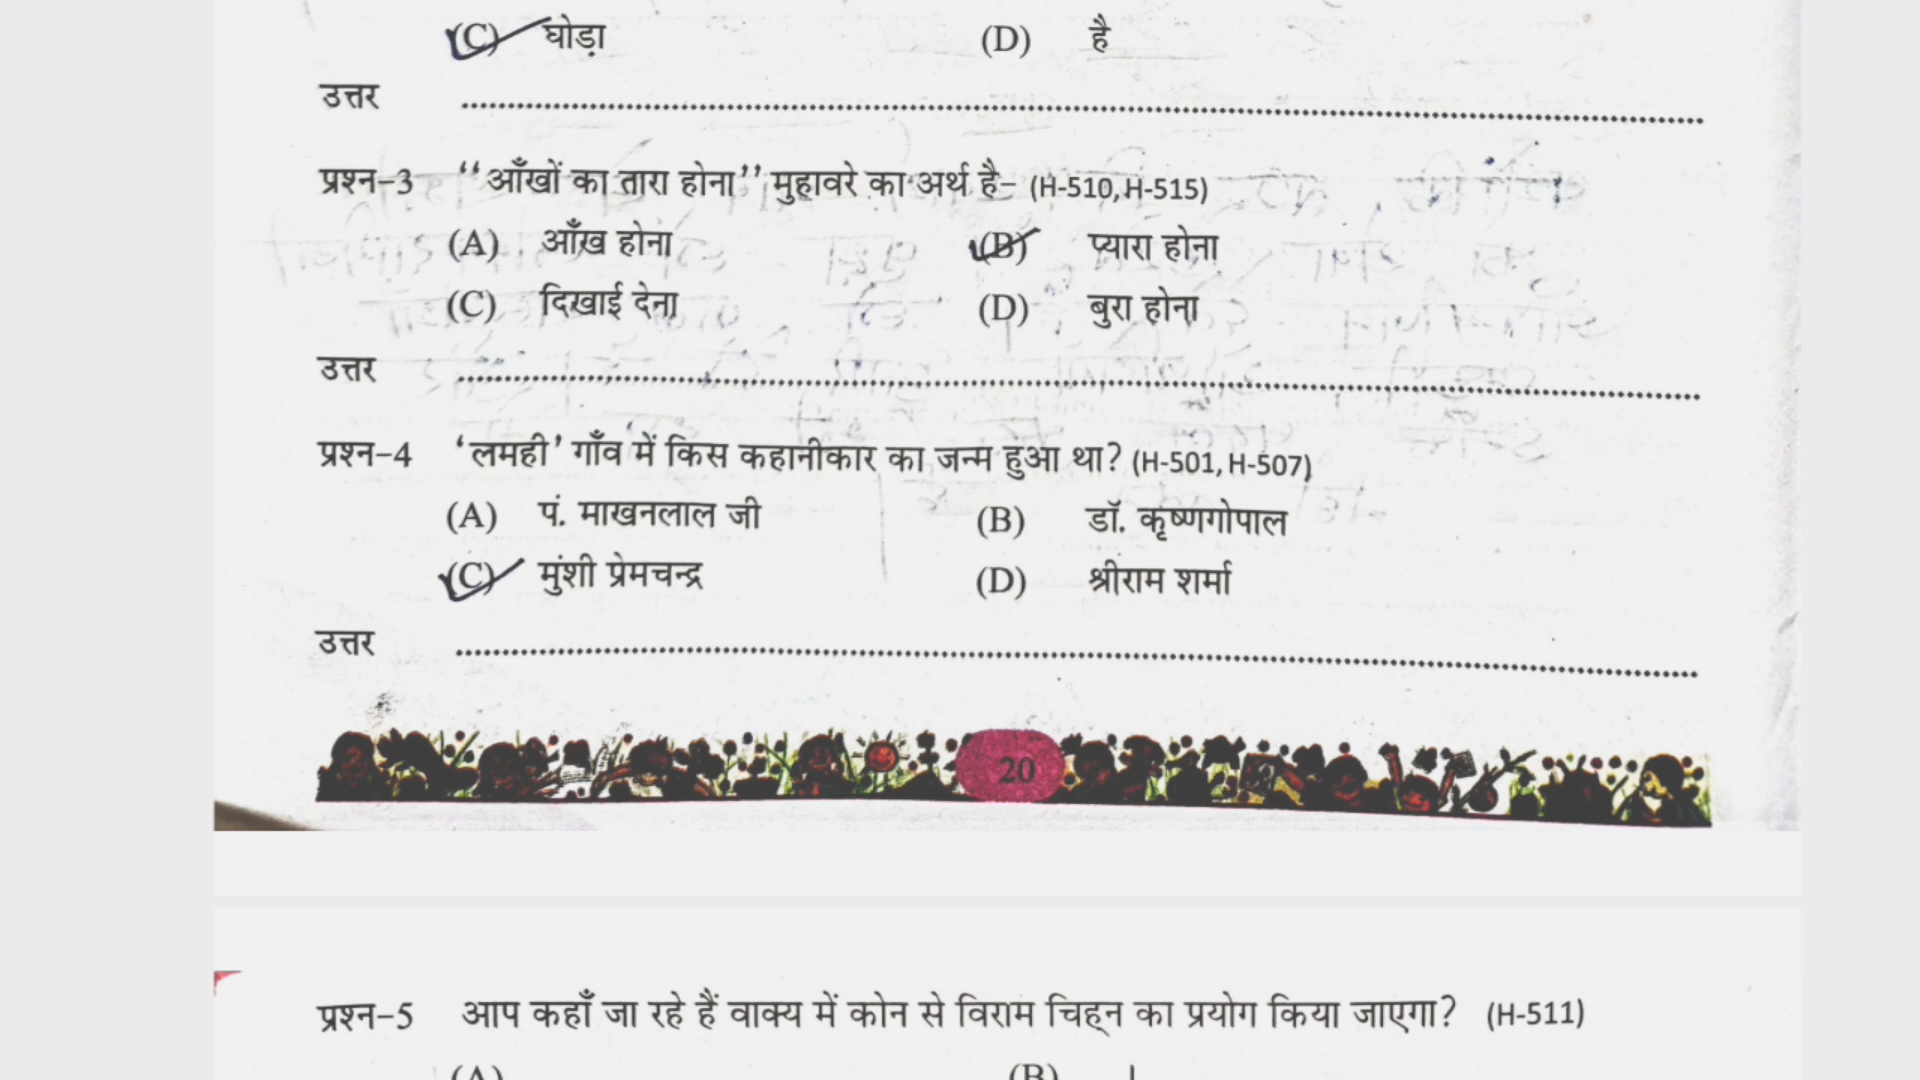 (C) घोड़ा (D) है
उत्तर
प्रश्न-3 “आँखों का तारा होना” मुहावरे का अर्थ है- (H-510,H-515)
(A) आँख होना (B) प्यारा होना
(C) दिखाई देना (D) बुरा होना
उत्तर
प्रश्न-4 ‘लमही’ गाँव में किस कहानीकार का जन्म हुआ था? (H-501,H-507)
(A) पं. माखनलाल जी (B) डॉ. कृष्णगोपाल
(C) मुंशी प्रेमचन्द्र (D) श्रीराम शर्मा
उत्तर
20
प्रश्न-5 आप कहाँ जा रहे हैं वाक्य में कोन से विराम चिह्न का प्रयोग किया जाएगा? (H-511)
(A) (B) ।